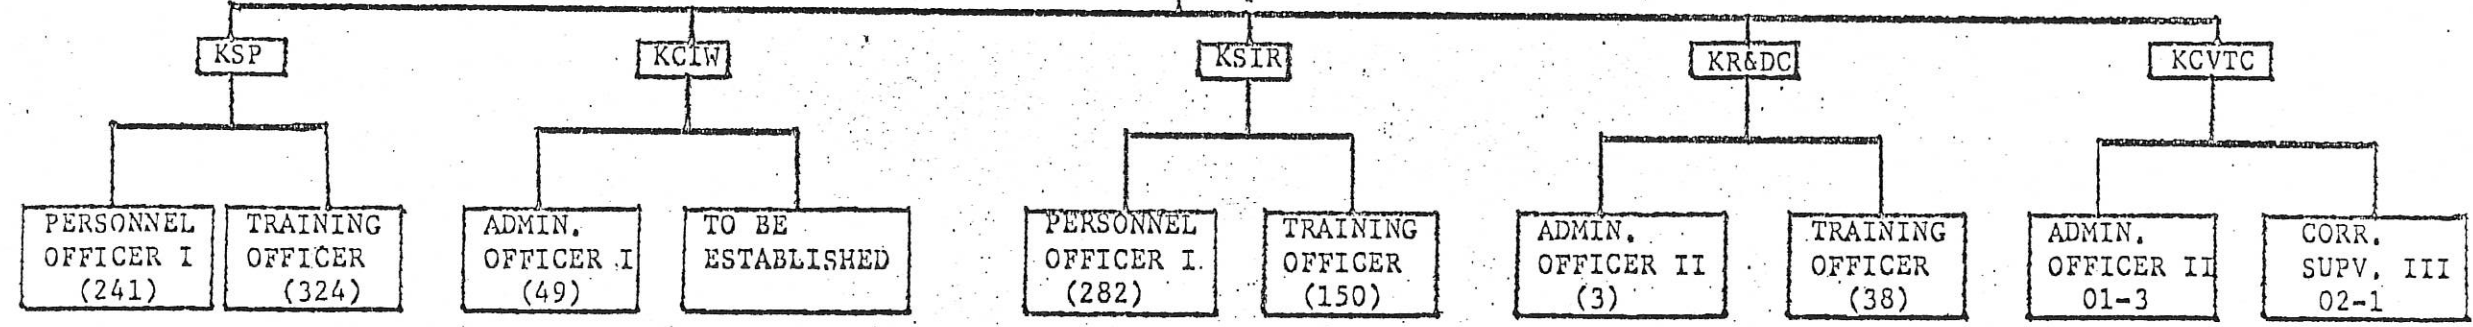 KSP
KCIW
KSIR
KR&DC
KCVTC
PERSONNEL
OFFICER I
(241)
TRAINING
OFFICER
(324)
ADMIN.
OFFICER I
(49)
TO BE
ESTABLISHED
PERSONNEL
OFFICER I
(282)
TRAINING
OFFICER
(150)
ADMIN.
OFFICER II
(3)
TRAINING
OFFICER
(38)
ADMIN.
OFFICER II
01-3
CORR.
SUPV. III
02-1